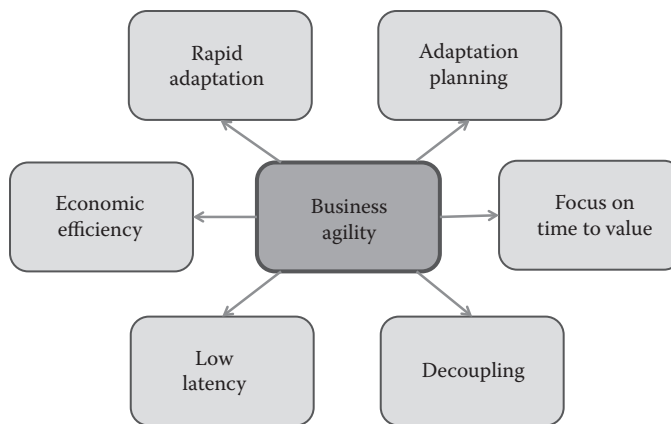 Rapid
adaptation
Adaptation
planning
Economic
efficiency
Business
agility
Focus on
time to value
Low
latency
Decoupling